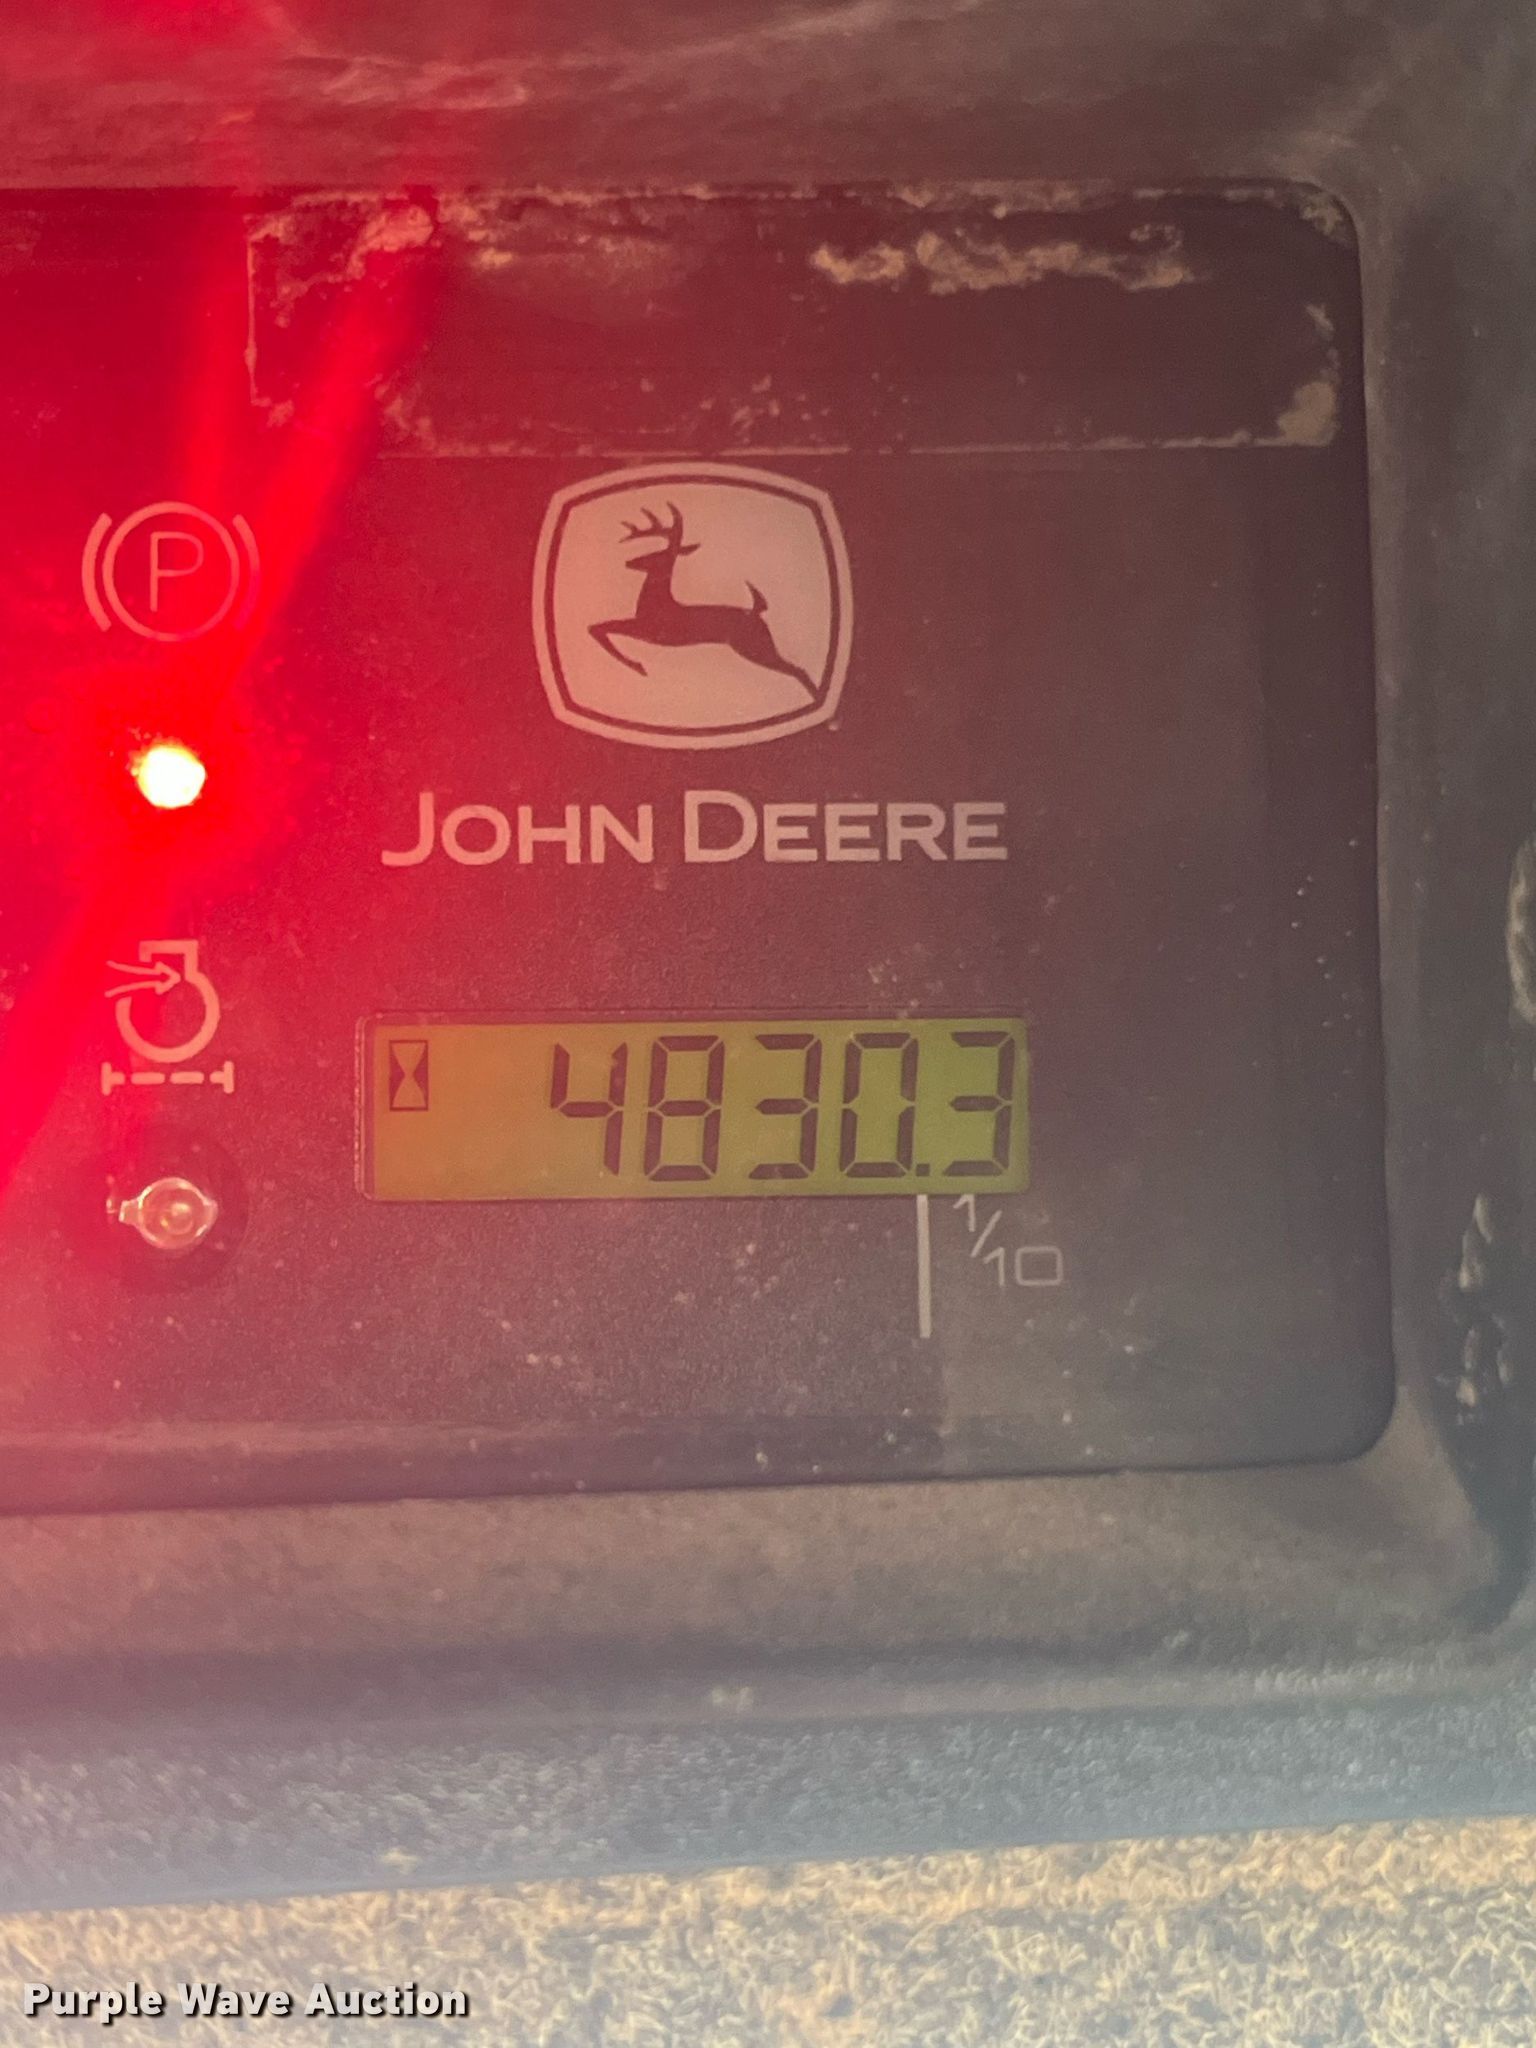 P
JOHN DEERE
4830.3
1/10
Purple Wave Auction